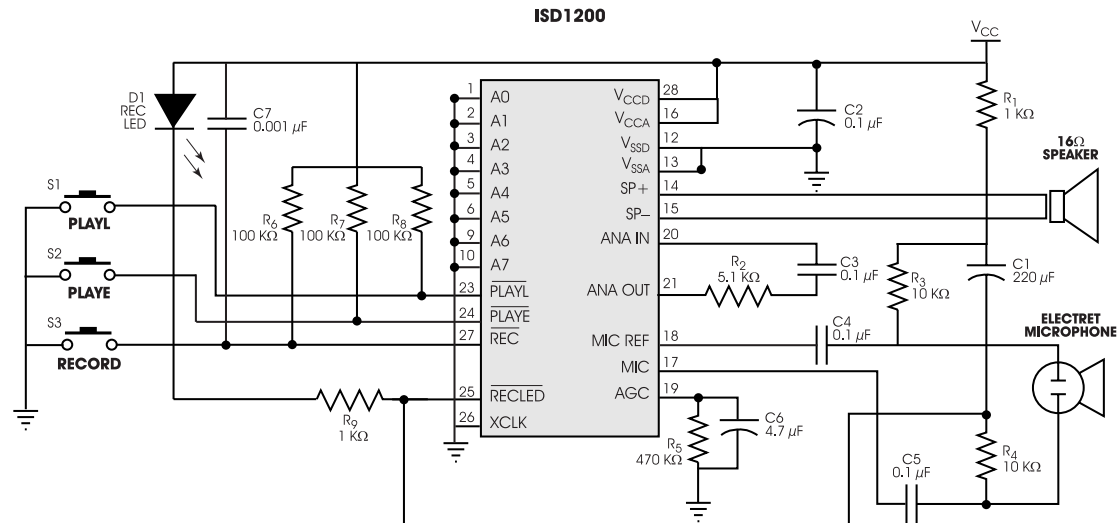 ISD1200
VCC
D1
REC
LED
C7
0.001 µF
S1
PLAYL
S2
PLAYE
S3
RECORD
R6
100 KΩ
R7
100 KΩ
R8
100 KΩ
R9
1 KΩ
1 A0
2 A1
3 A2
4 A3
5 A4
6 A5
9 A6
10 A7
23 PLAYL
24 PLAYE
27 REC
25 RECLED
26 XCLK
VCCD 28
VCCA 16
VSSD 12
VSSA 13
SP+ 14
SP– 15
ANA IN 20
ANA OUT 21
MIC REF 18
MIC 17
AGC 19
C2
0.1 µF
R1
1 KΩ
16Ω
SPEAKER
R2
5.1 KΩ
C3
0.1 µF
R3
10 KΩ
C1
220 µF
C4
0.1 µF
ELECTRET
MICROPHONE
R5
470 KΩ
C6
4.7 µF
C5
0.1 µF
R4
10 KΩ